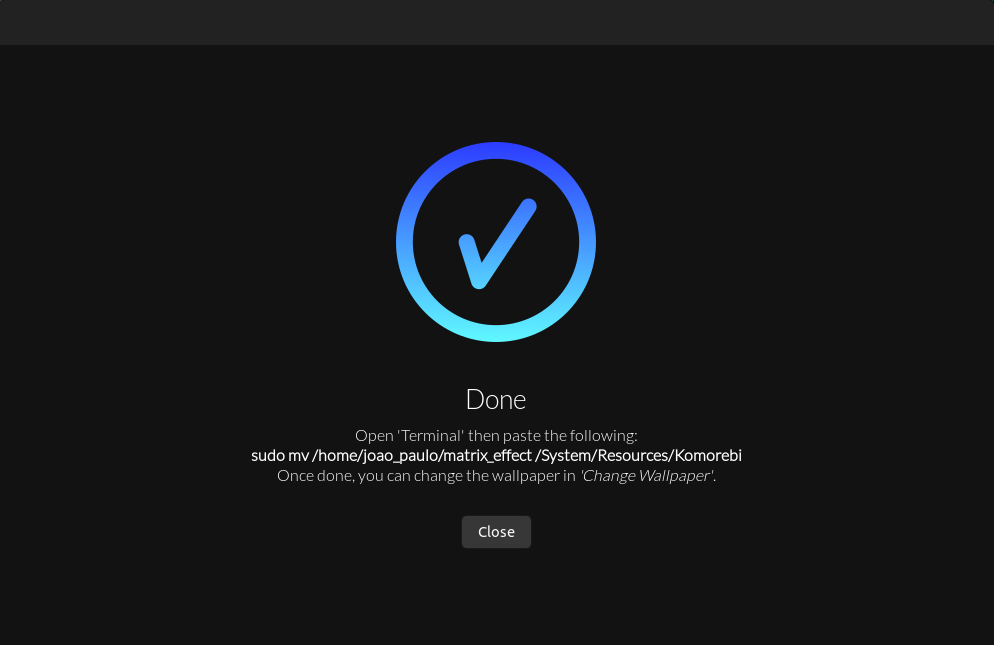 Done
Open 'Terminal' then paste the following:
sudo mv /home/joao_paulo/matrix_effect /System/Resources/Komorebi
Once done, you can change the wallpaper in 'Change Wallpaper'.
Close